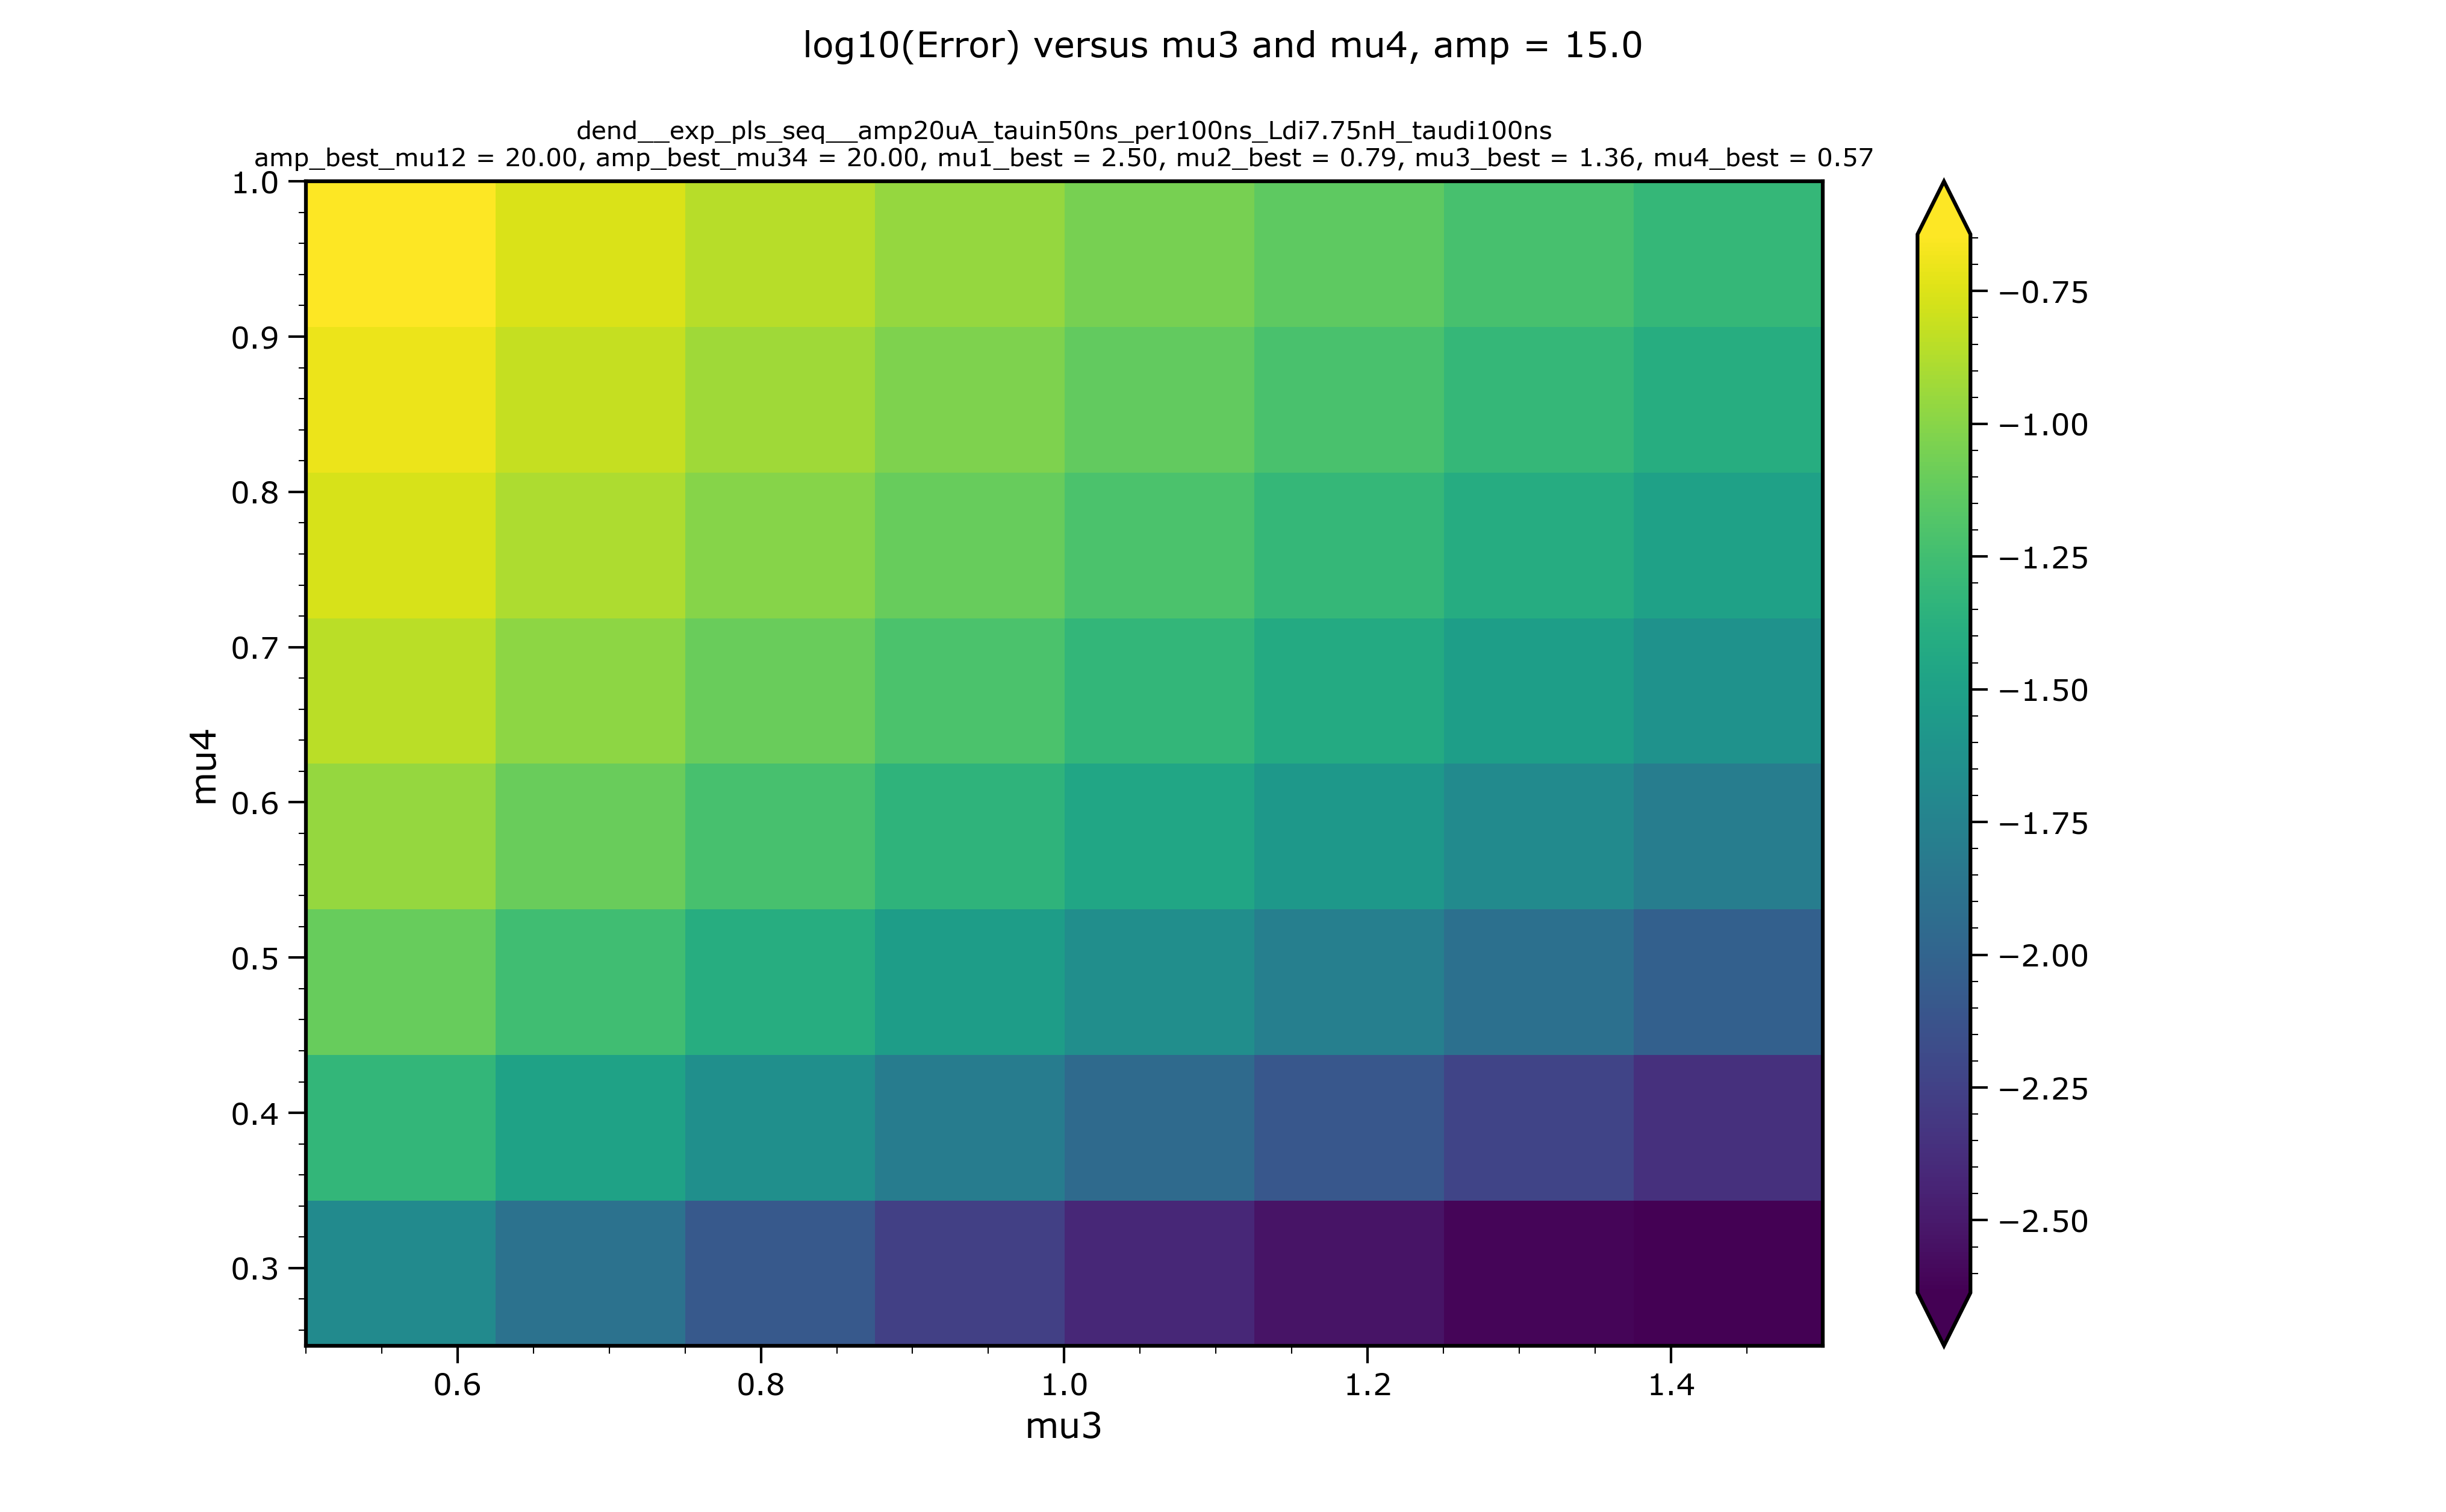 log10(Error) versus mu3 and mu4, amp = 15.0
dend__exp_pls_seq__amp20uA_tauin50ns_per100ns_Ldi7.75nH_taudi100ns
amp_best_mu12 = 20.00, amp_best_mu34 = 20.00, mu1_best = 2.50, mu2_best = 0.79, mu3_best = 1.36, mu4_best = 0.57
1.0
0.9
0.8
0.7
0.6
0.5
0.4
0.3
mu4
0.6 0.8 1.0 1.2 1.4
mu3
−0.75
−1.00
−1.25
−1.50
−1.75
−2.00
−2.25
−2.50